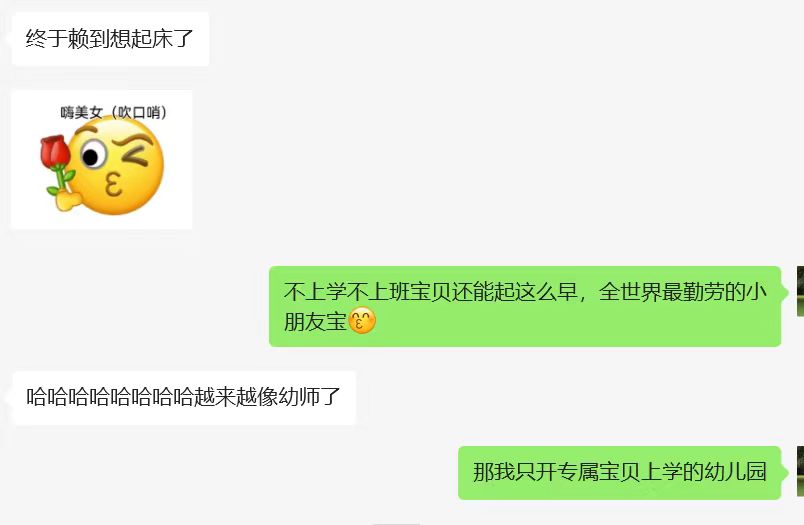 终于赖到想起床了
嗨美女（吹口哨）
不上学不上班宝贝还能起这么早，全世界最勤劳的小
朋友宝😙
哈哈哈哈哈哈哈哈越来越像幼师了
那我只开专属宝贝上学的幼儿园